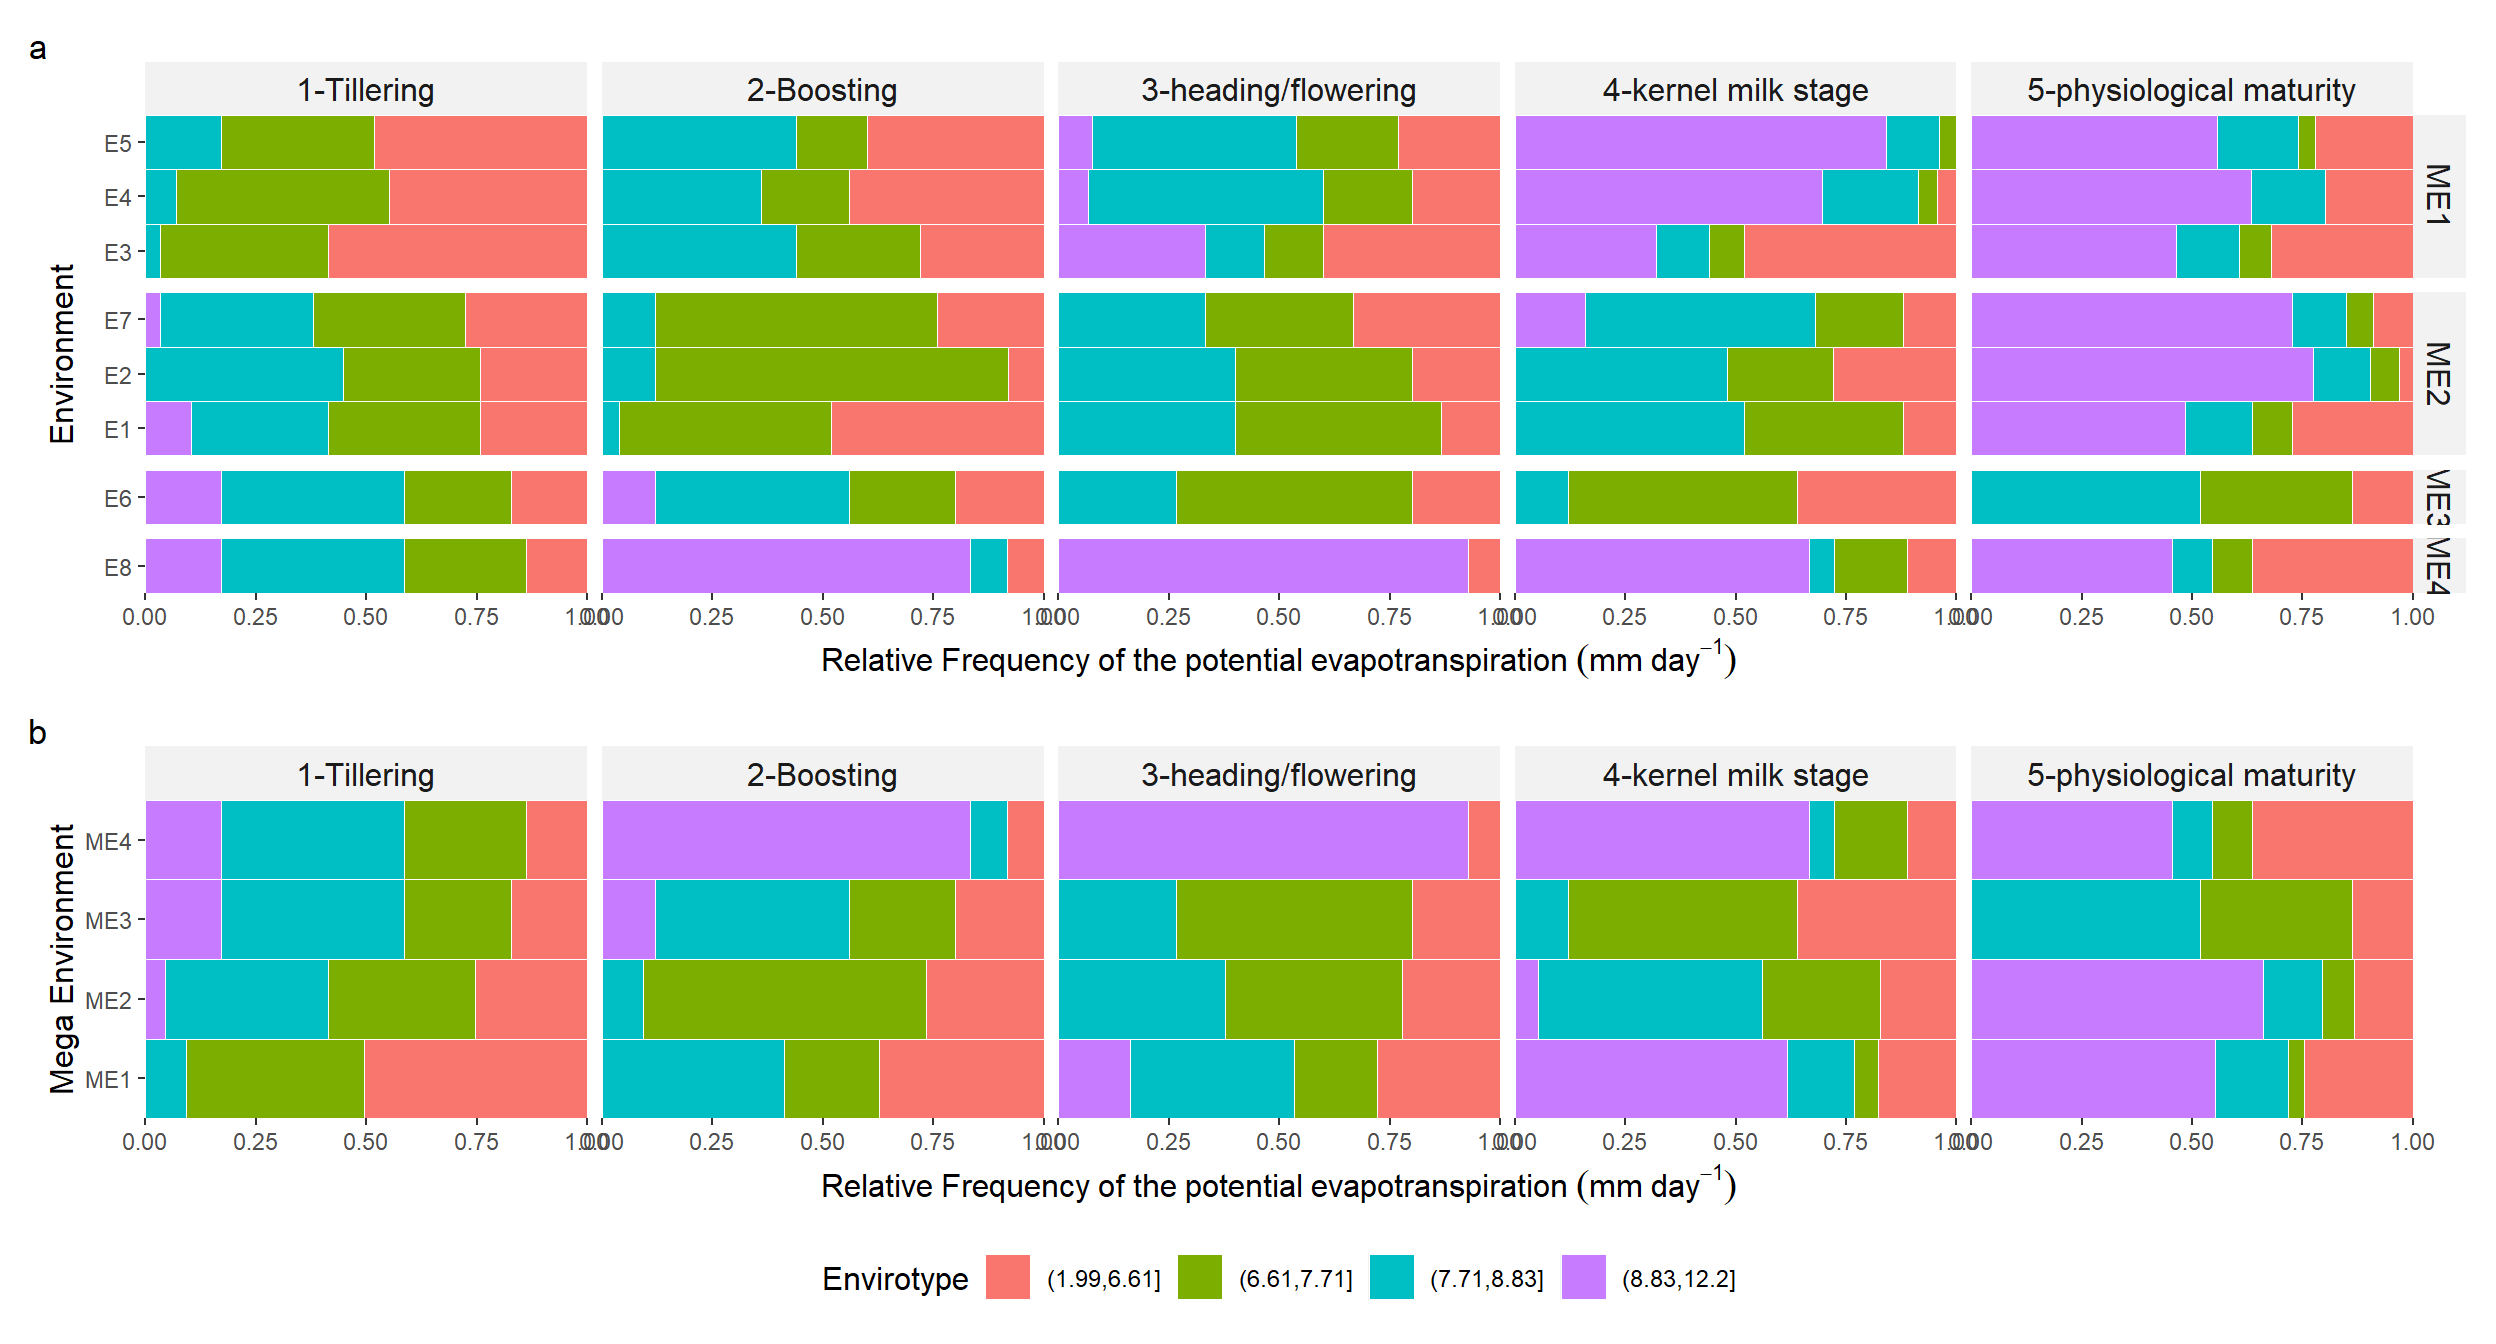 a
1-Tillering 2-Boosting 3-heading/flowering 4-kernel milk stage 5-physiological maturity
E5
E4
E3
ME1
E7
E2
E1
ME2
E6
ME3
E8
ME4
Environment
0.00 0.25 0.50 0.75 1.00 0.00 0.25 0.50 0.75 1.00 0.00 0.25 0.50 0.75 1.00 0.00 0.25 0.50 0.75 1.00 0.00 0.25 0.50 0.75 1.00
Relative Frequency of the potential evapotranspiration (mm day⁻¹)
b
1-Tillering 2-Boosting 3-heading/flowering 4-kernel milk stage 5-physiological maturity
ME4
ME3
ME2
ME1
Mega Environment
0.00 0.25 0.50 0.75 1.00 0.00 0.25 0.50 0.75 1.00 0.00 0.25 0.50 0.75 1.00 0.00 0.25 0.50 0.75 1.00 0.00 0.25 0.50 0.75 1.00
Relative Frequency of the potential evapotranspiration (mm day⁻¹)
Envirotype (1.99,6.61] (6.61,7.71] (7.71,8.83] (8.83,12.2]